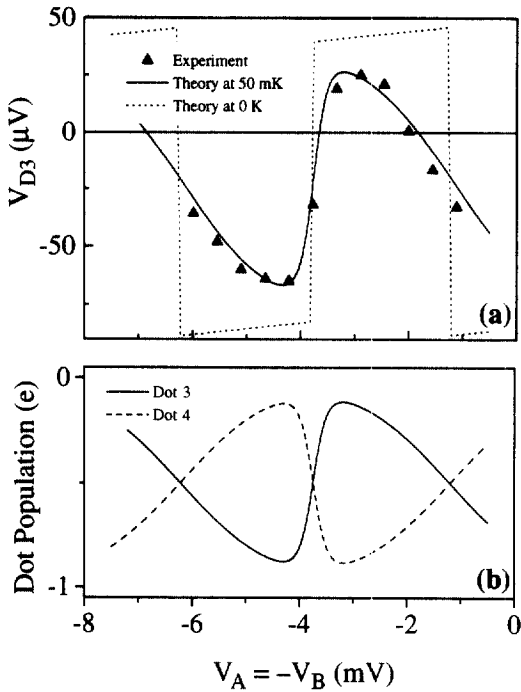 50
▲ Experiment
Theory at 50 mK
Theory at 0 K
0
-50
V_D3 (μV)
(a)
0
Dot 3
Dot 4
-1
Dot Population (e)
(b)
-8 -6 -4 -2 0
V_A = –V_B (mV)